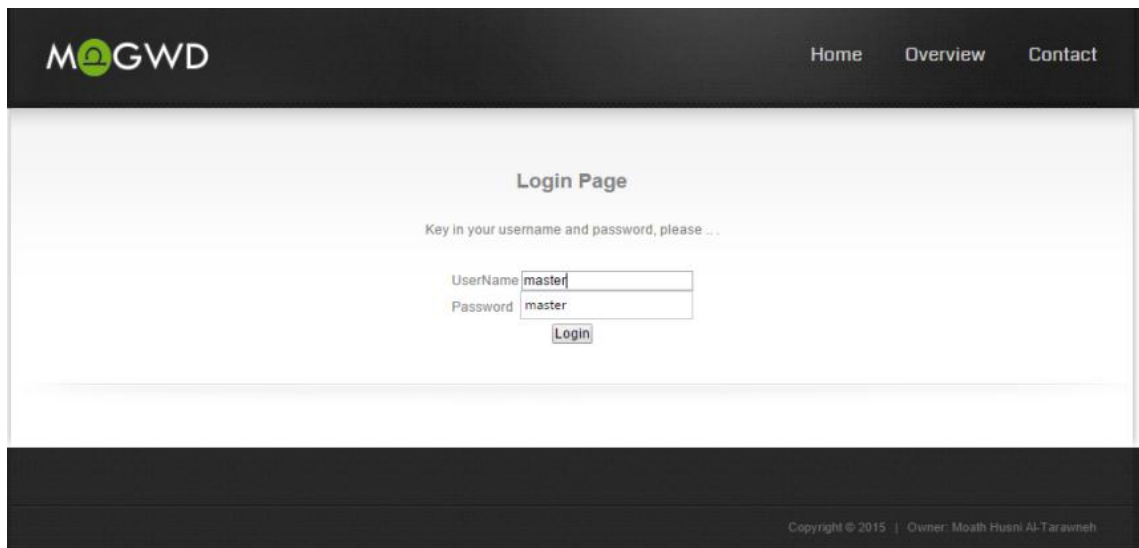 MΩGWD
Home Overview Contact
Login Page
Key in your username and password, please .. .
UserName master
Password master
Login
Copyright © 2015 | Owner: Moath Husni Al-Tarawneh